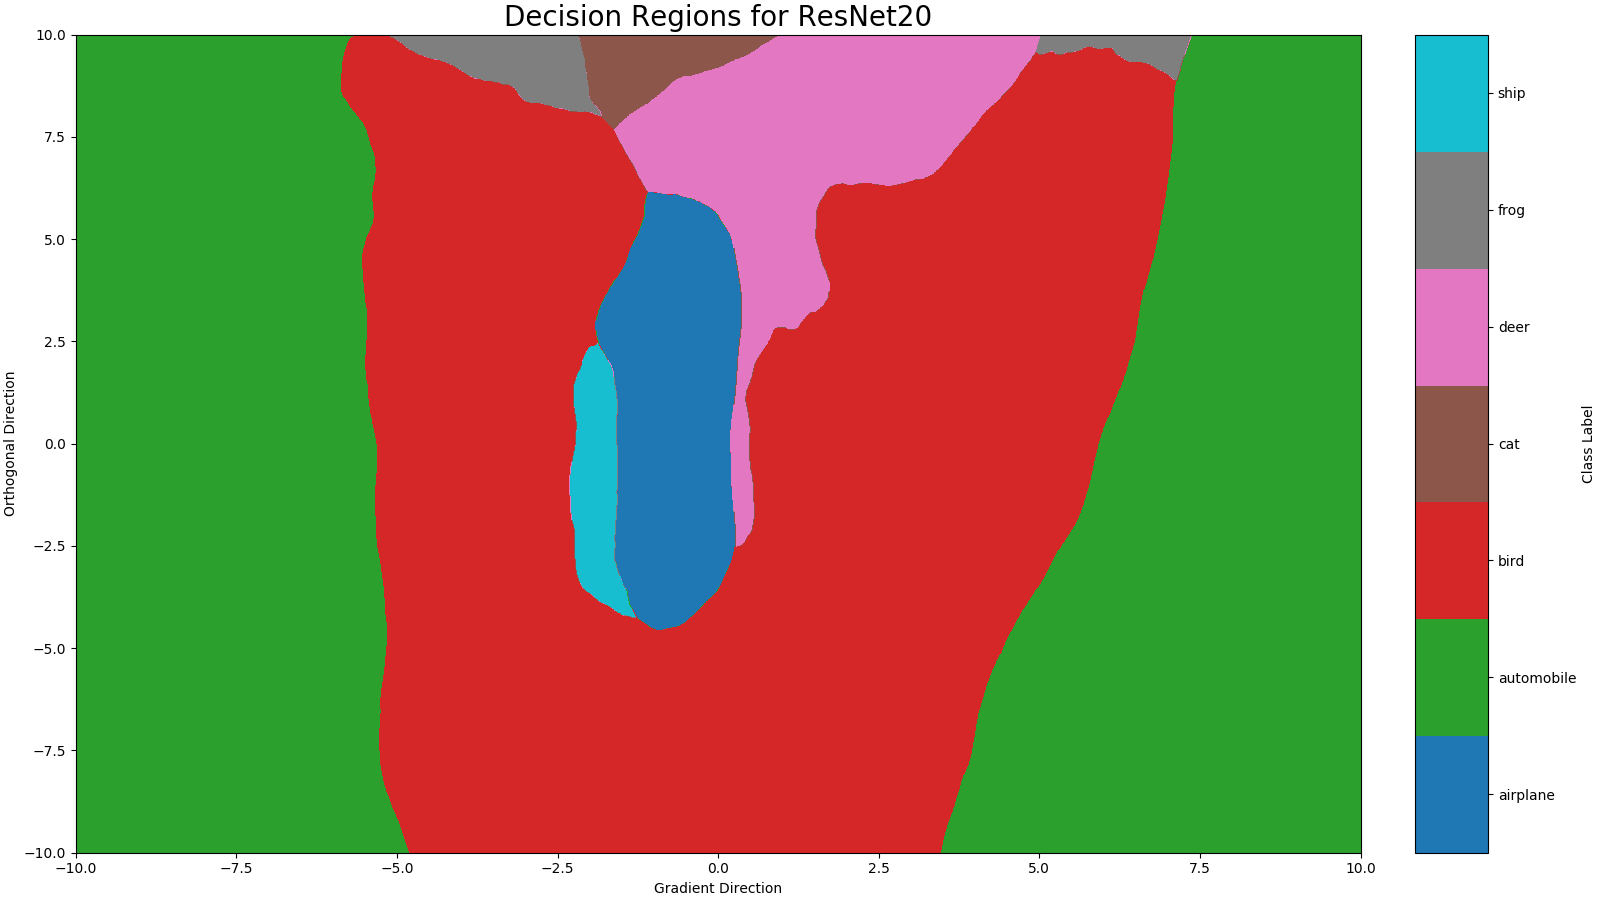 Decision Regions for ResNet20
10.0
7.5
5.0
2.5
0.0
−2.5
−5.0
−7.5
−10.0
Orthogonal Direction
−10.0 −7.5 −5.0 −2.5 0.0 2.5 5.0 7.5 10.0
Gradient Direction
ship
frog
deer
cat
bird
automobile
airplane
Class Label